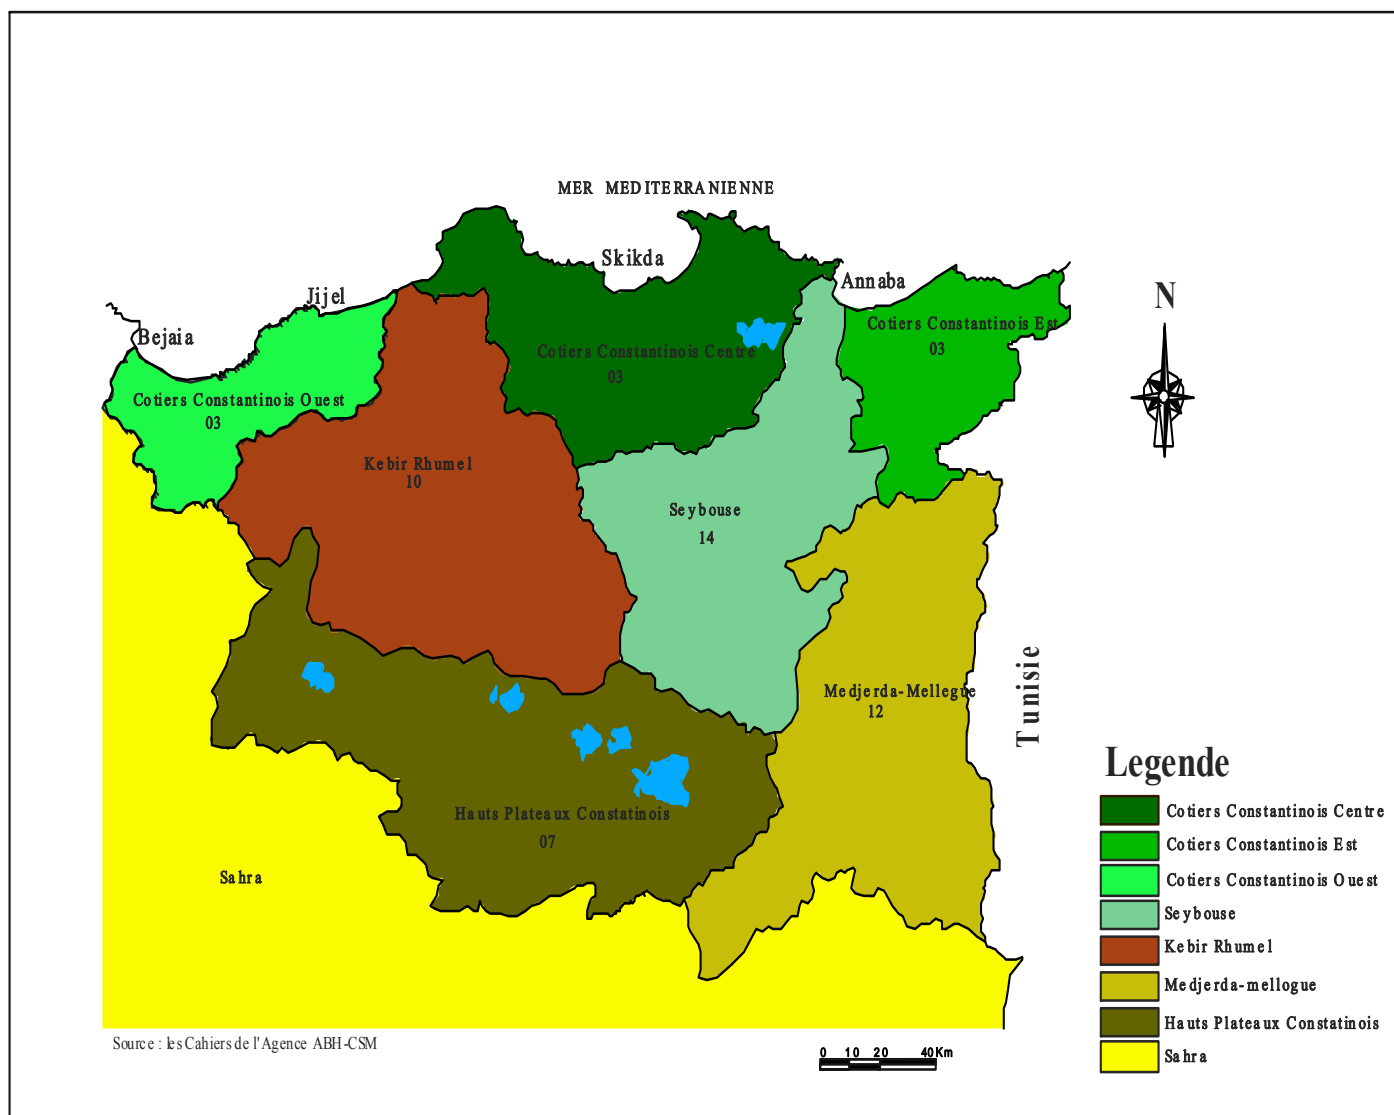 MER MEDITERRANIENNE
Skikda
Annaba
Jijel
Bejaia
N
Cotiers Constantinois Est
03
Cotiers Constantinois Centre
03
Cotiers Constantinois Ouest
03
Kebir Rhumel
10
Seybouse
14
Medjerda-Mellegue
12
Tunisie
Hauts Plateaux Constatinois
07
Sahra
Legende
Cotiers Constantinois Centre
Cotiers Constantinois Est
Cotiers Constantinois Ouest
Seybouse
Kebir Rhumel
Medjerda-mellogue
Hauts Plateaux Constatinois
Sahra
Source : les Cahiers de l'Agence ABH-CSM
0 10 20 40 Km